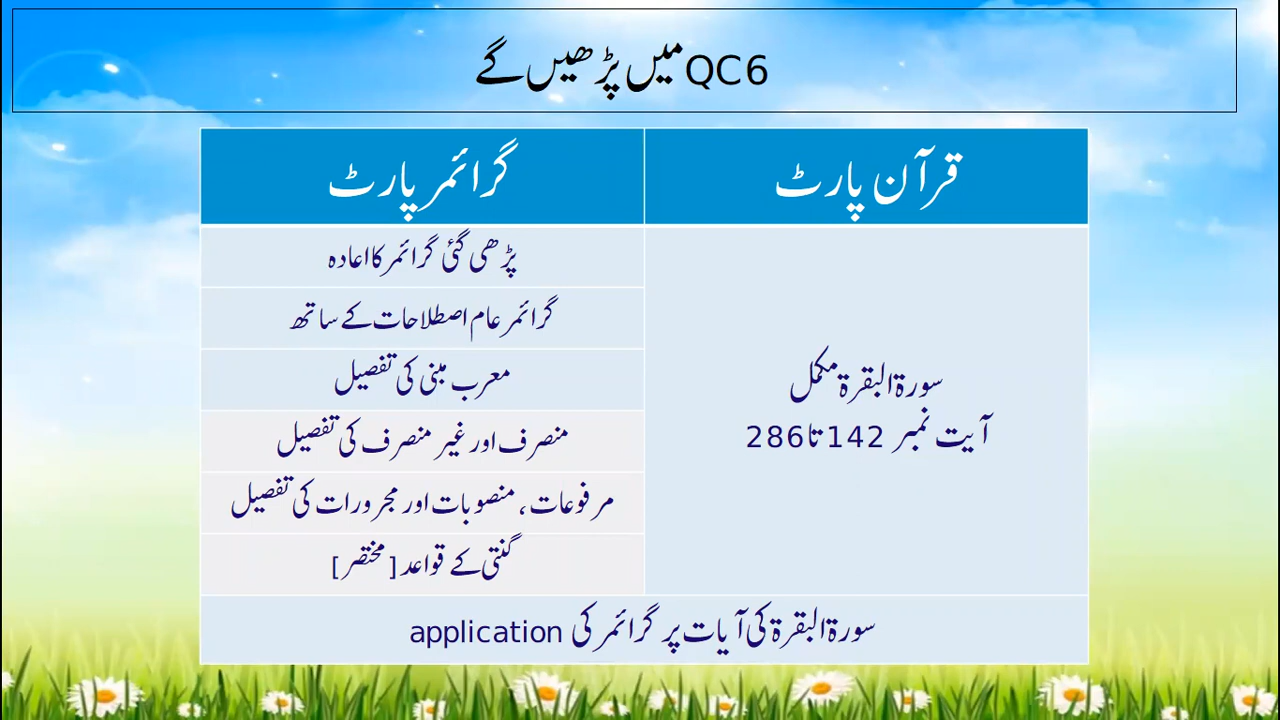 QC6 میں پڑھیں گے
قرآن پارٹ
گرائمر پارٹ
سورۃ البقرۃ مکمل
آیت نمبر 142 تا 286
پڑھی گئی گرائمر کا اعادہ
گرائمر عام اصطلاحات کے ساتھ
معرب مبنی کی تفصیل
منصرف اور غیر منصرف کی تفصیل
مرفوعات، منصوبات اور مجرورات کی تفصیل
گنتی کے قواعد [مختصر]
سورۃ البقرۃ کی آیات پر گرائمر کی application